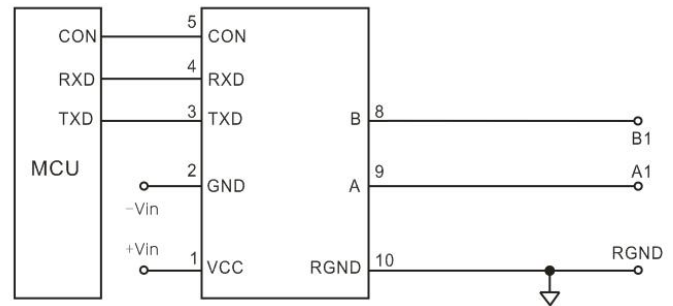 CON 5 CON
RXD 4 RXD
TXD 3 TXD B 8
B1
MCU 2 GND A 9 A1
-Vin
+Vin 1 VCC RGND 10 RGND